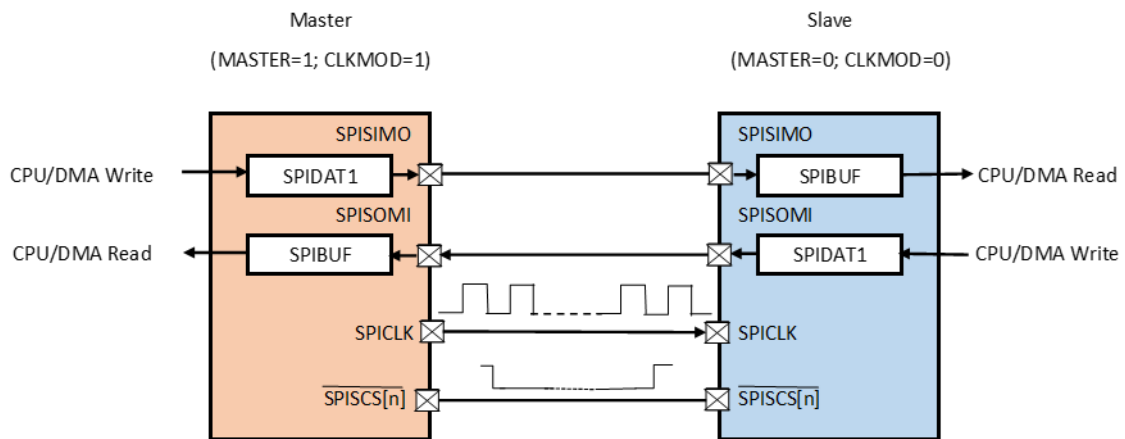 Master
Slave
(MASTER=1; CLKMOD=1)
(MASTER=0; CLKMOD=0)
SPISIMO
SPISIMO
CPU/DMA Write
SPIDAT1
SPIBUF
CPU/DMA Read
SPISOMI
SPISOMI
CPU/DMA Read
SPIBUF
SPIDAT1
CPU/DMA Write
SPICLK
SPICLK
SPISCS[n]
SPISCS[n]